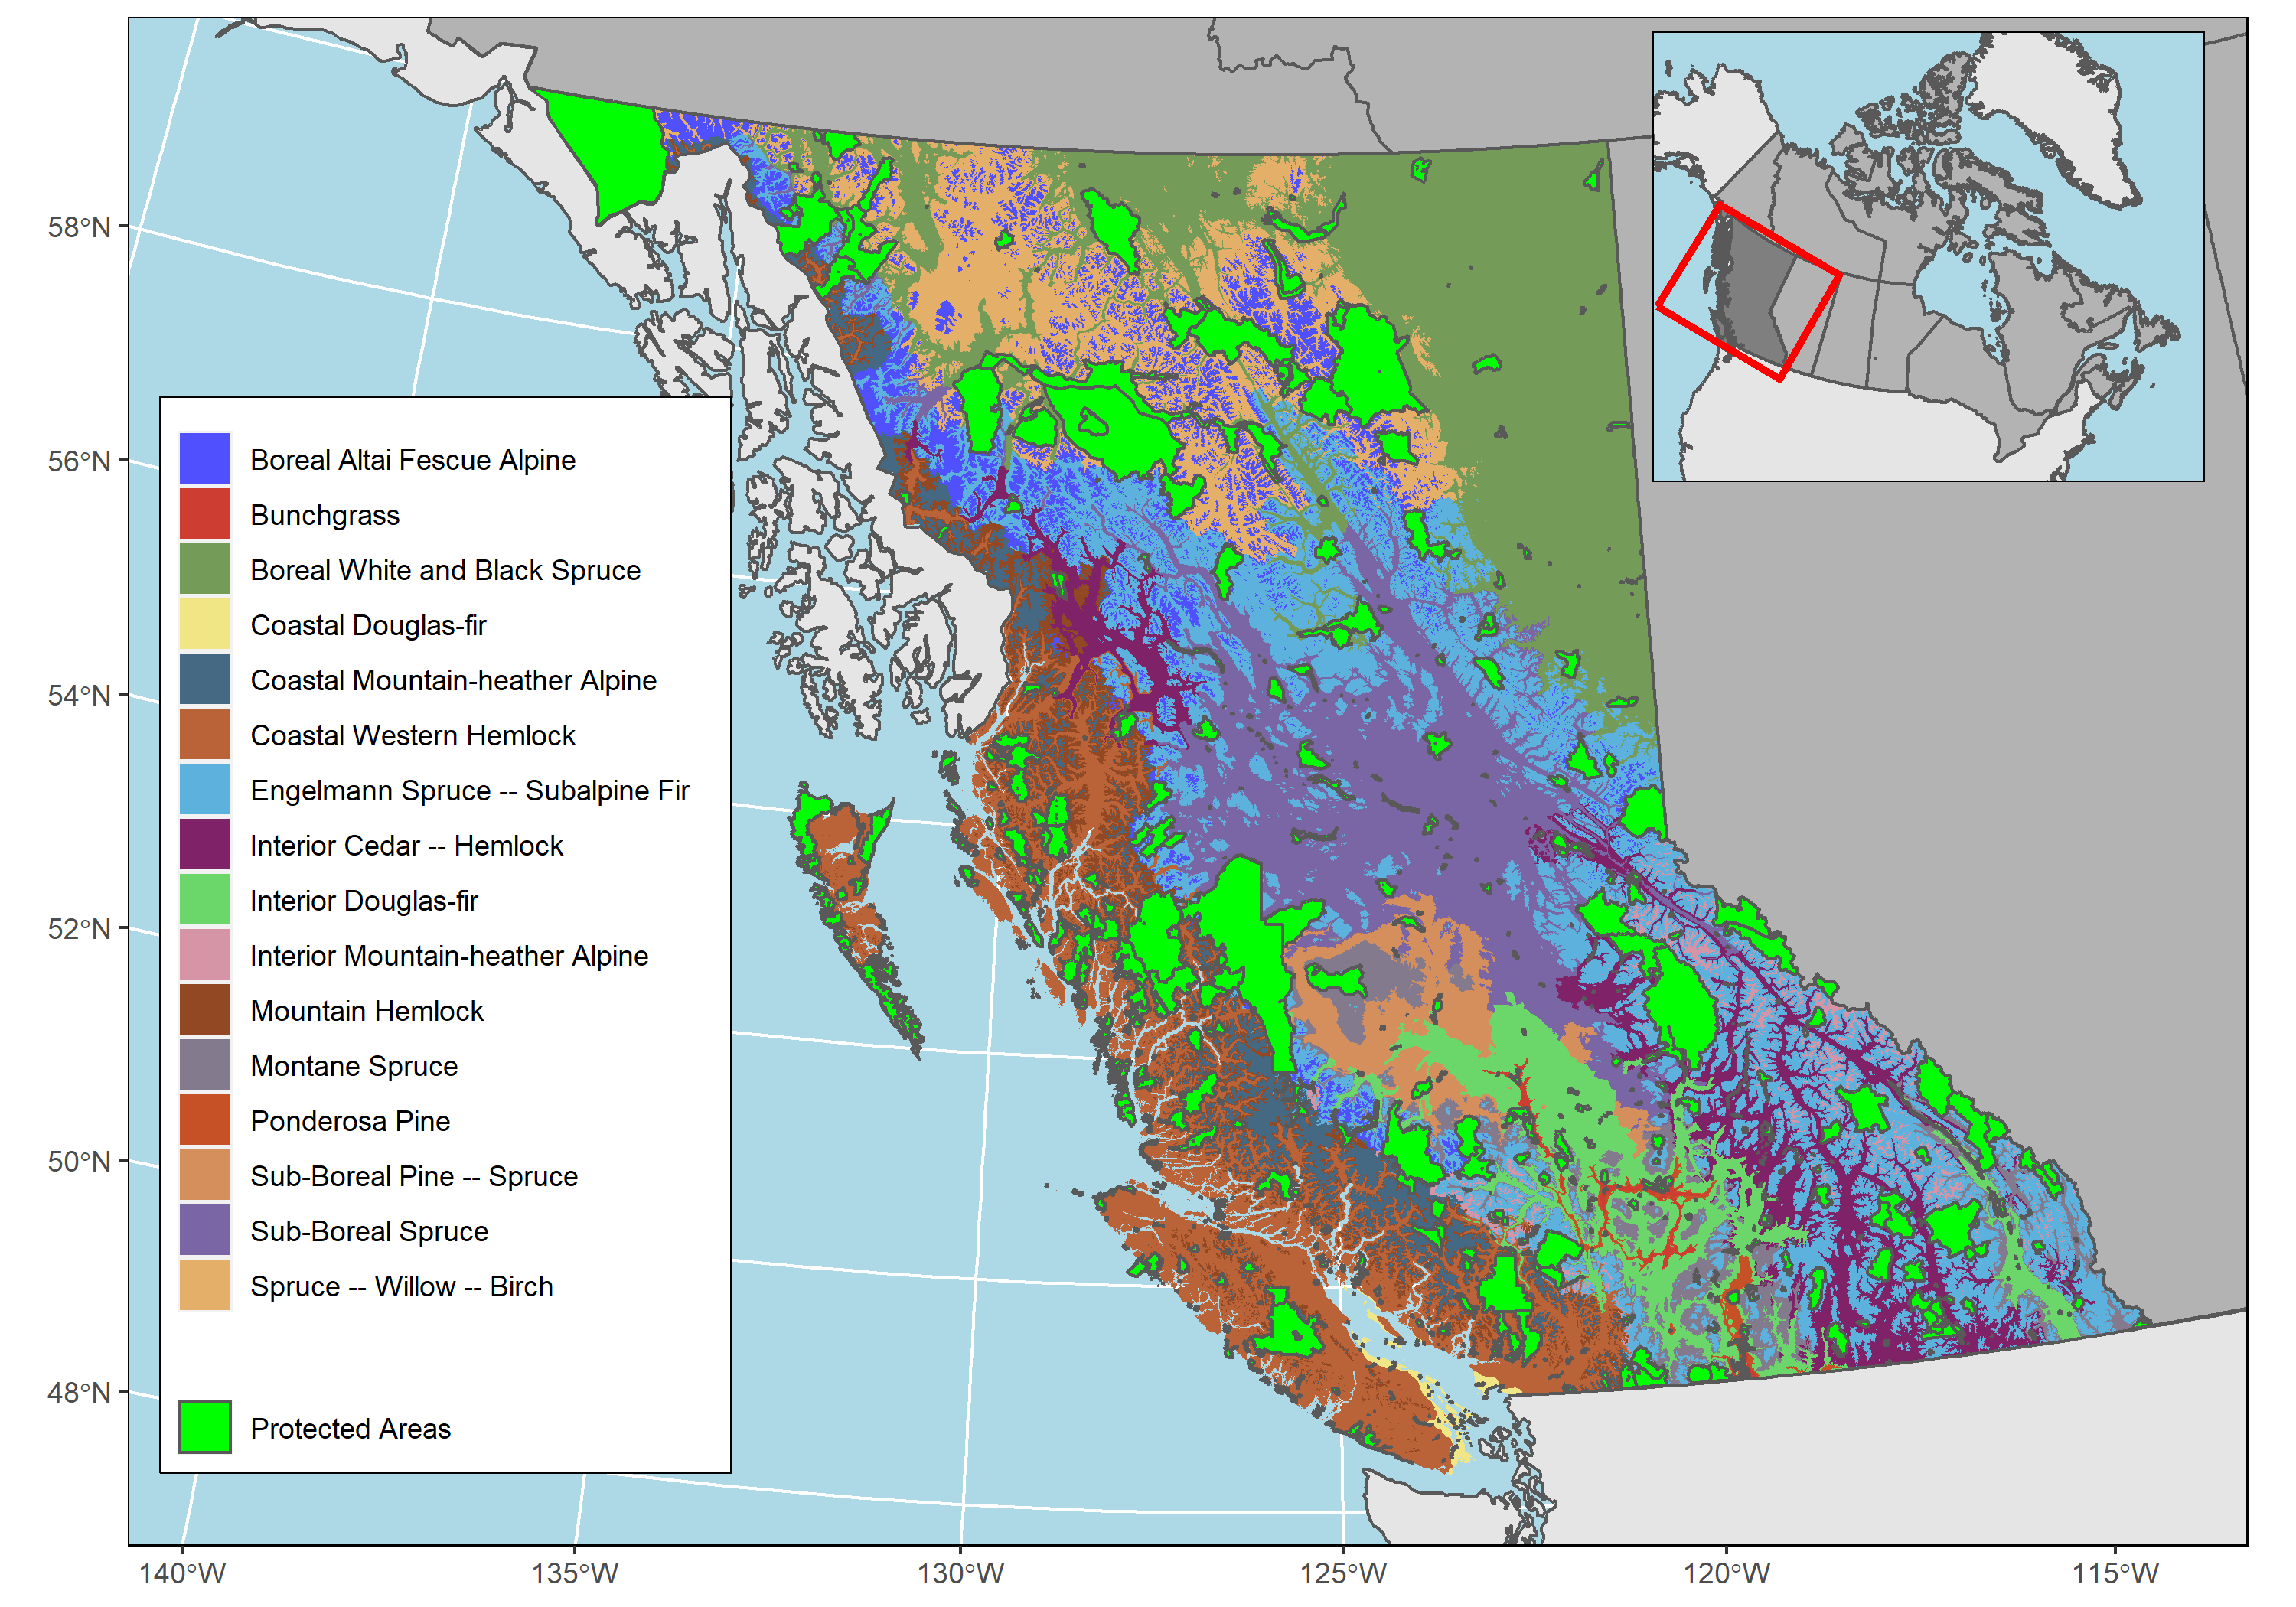 58°N
56°N
54°N
52°N
50°N
48°N
Boreal Altai Fescue Alpine
Bunchgrass
Boreal White and Black Spruce
Coastal Douglas-fir
Coastal Mountain-heather Alpine
Coastal Western Hemlock
Engelmann Spruce -- Subalpine Fir
Interior Cedar -- Hemlock
Interior Douglas-fir
Interior Mountain-heather Alpine
Mountain Hemlock
Montane Spruce
Ponderosa Pine
Sub-Boreal Pine -- Spruce
Sub-Boreal Spruce
Spruce -- Willow -- Birch
Protected Areas
140°W 135°W 130°W 125°W 120°W 115°W